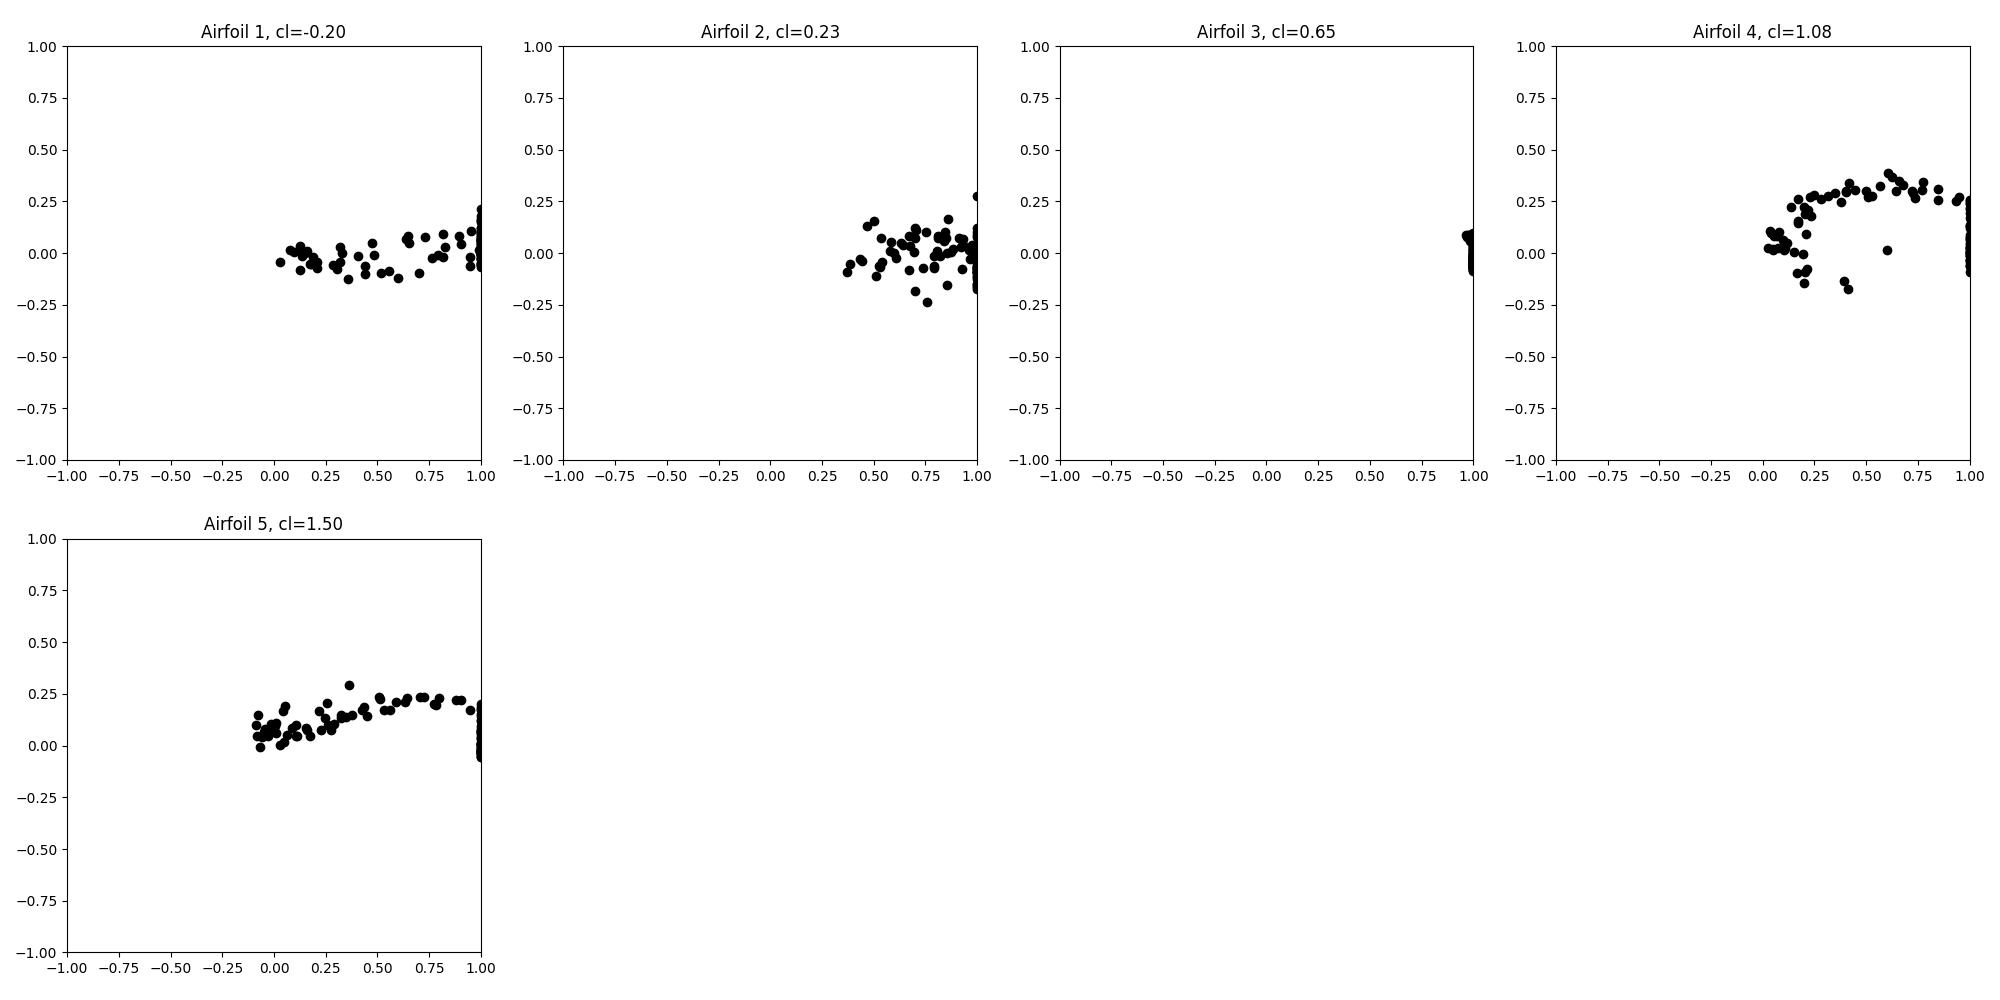 Airfoil 1, cl=-0.20
Airfoil 2, cl=0.23
Airfoil 3, cl=0.65
Airfoil 4, cl=1.08
1.00 1.00 1.00 1.00
0.75 0.75 0.75 0.75
0.50 0.50 0.50 0.50
0.25 0.25 0.25 0.25
0.00 0.00 0.00 0.00
−0.25 −0.25 −0.25 −0.25
−0.50 −0.50 −0.50 −0.50
−0.75 −0.75 −0.75 −0.75
−1.00 −1.00 −1.00 −1.00
−1.00 −0.75 −0.50 −0.25 0.00 0.25 0.50 0.75 1.00
−1.00 −0.75 −0.50 −0.25 0.00 0.25 0.50 0.75 1.00
−1.00 −0.75 −0.50 −0.25 0.00 0.25 0.50 0.75 1.00
−1.00 −0.75 −0.50 −0.25 0.00 0.25 0.50 0.75 1.00
Airfoil 5, cl=1.50
1.00
0.75
0.50
0.25
0.00
−0.25
−0.50
−0.75
−1.00
−1.00 −0.75 −0.50 −0.25 0.00 0.25 0.50 0.75 1.00